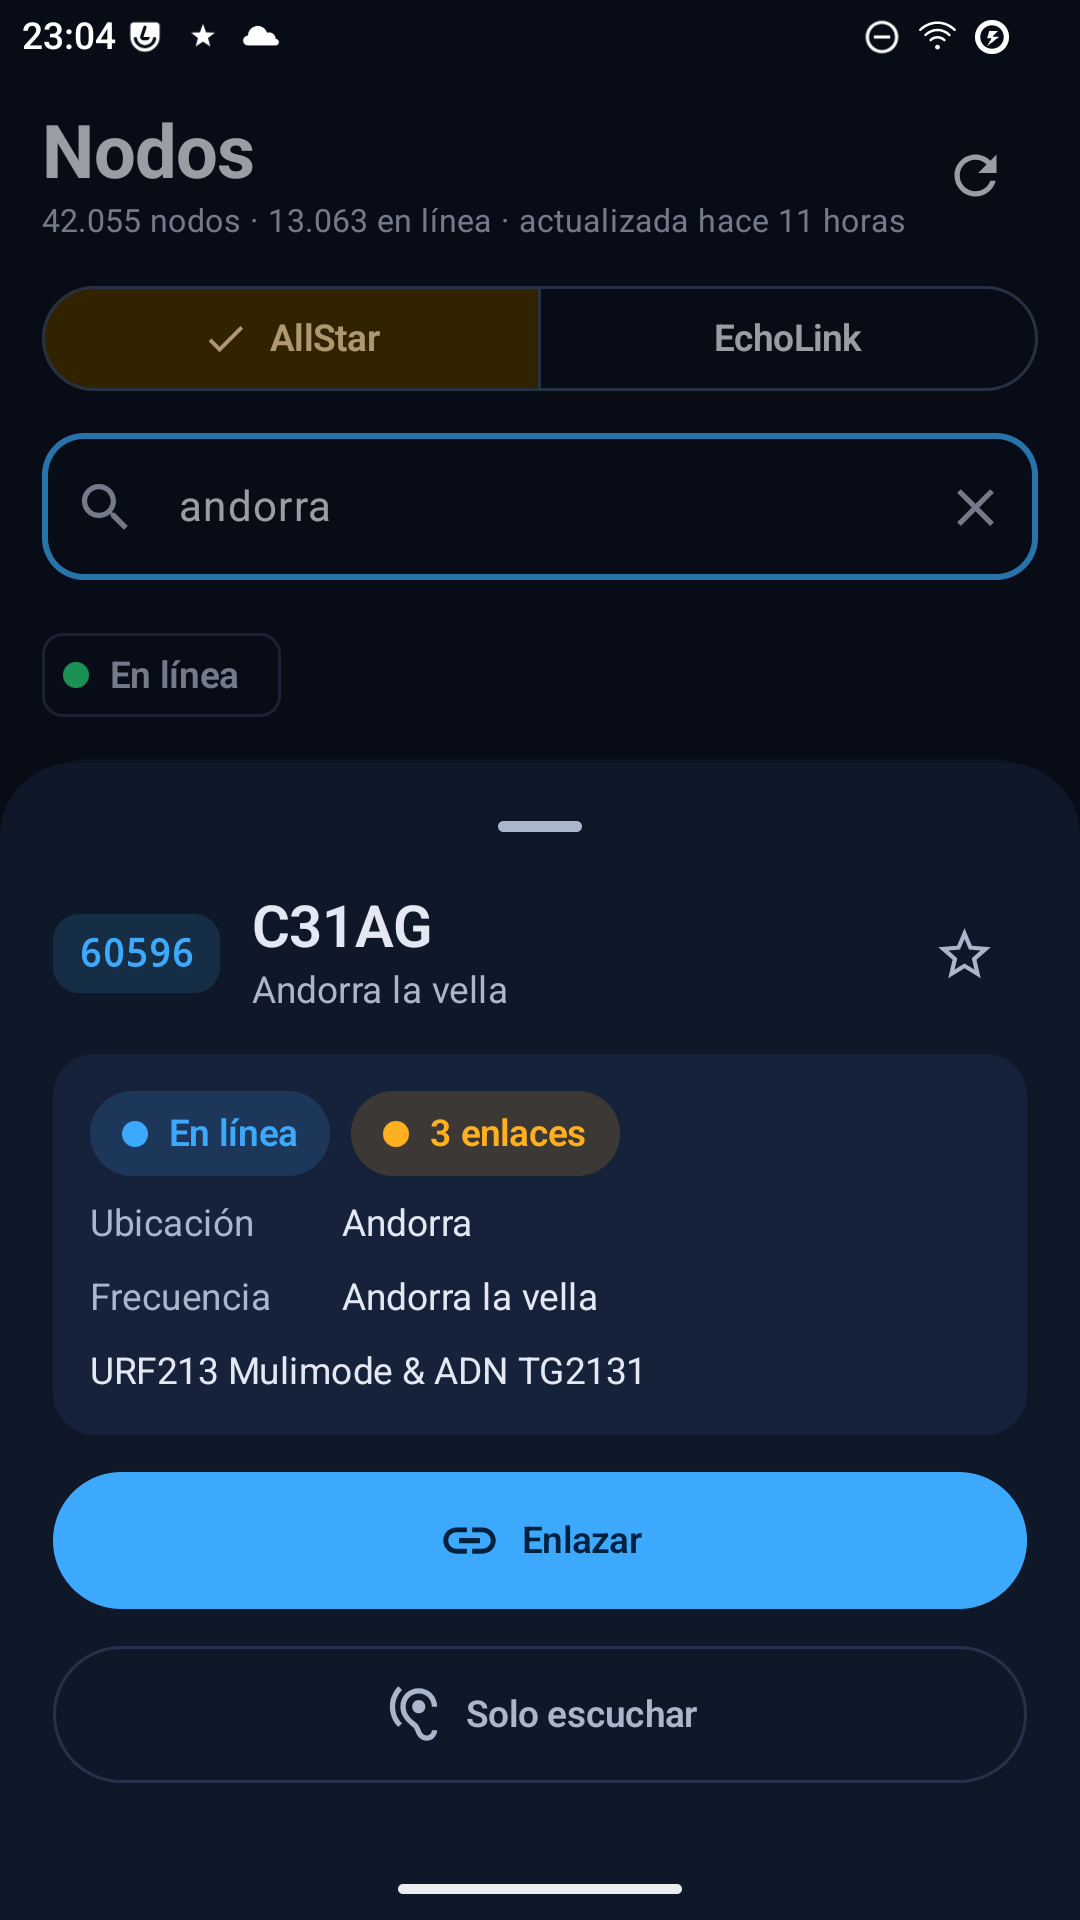 23:04
Nodos
42.055 nodos · 13.063 en línea · actualizada hace 11 horas
AllStar
EchoLink
andorra
En línea
60596
C31AG
Andorra la vella
En línea
3 enlaces
Ubicación Andorra
Frecuencia Andorra la vella
URF213 Mulimode & ADN TG2131
Enlazar
Solo escuchar